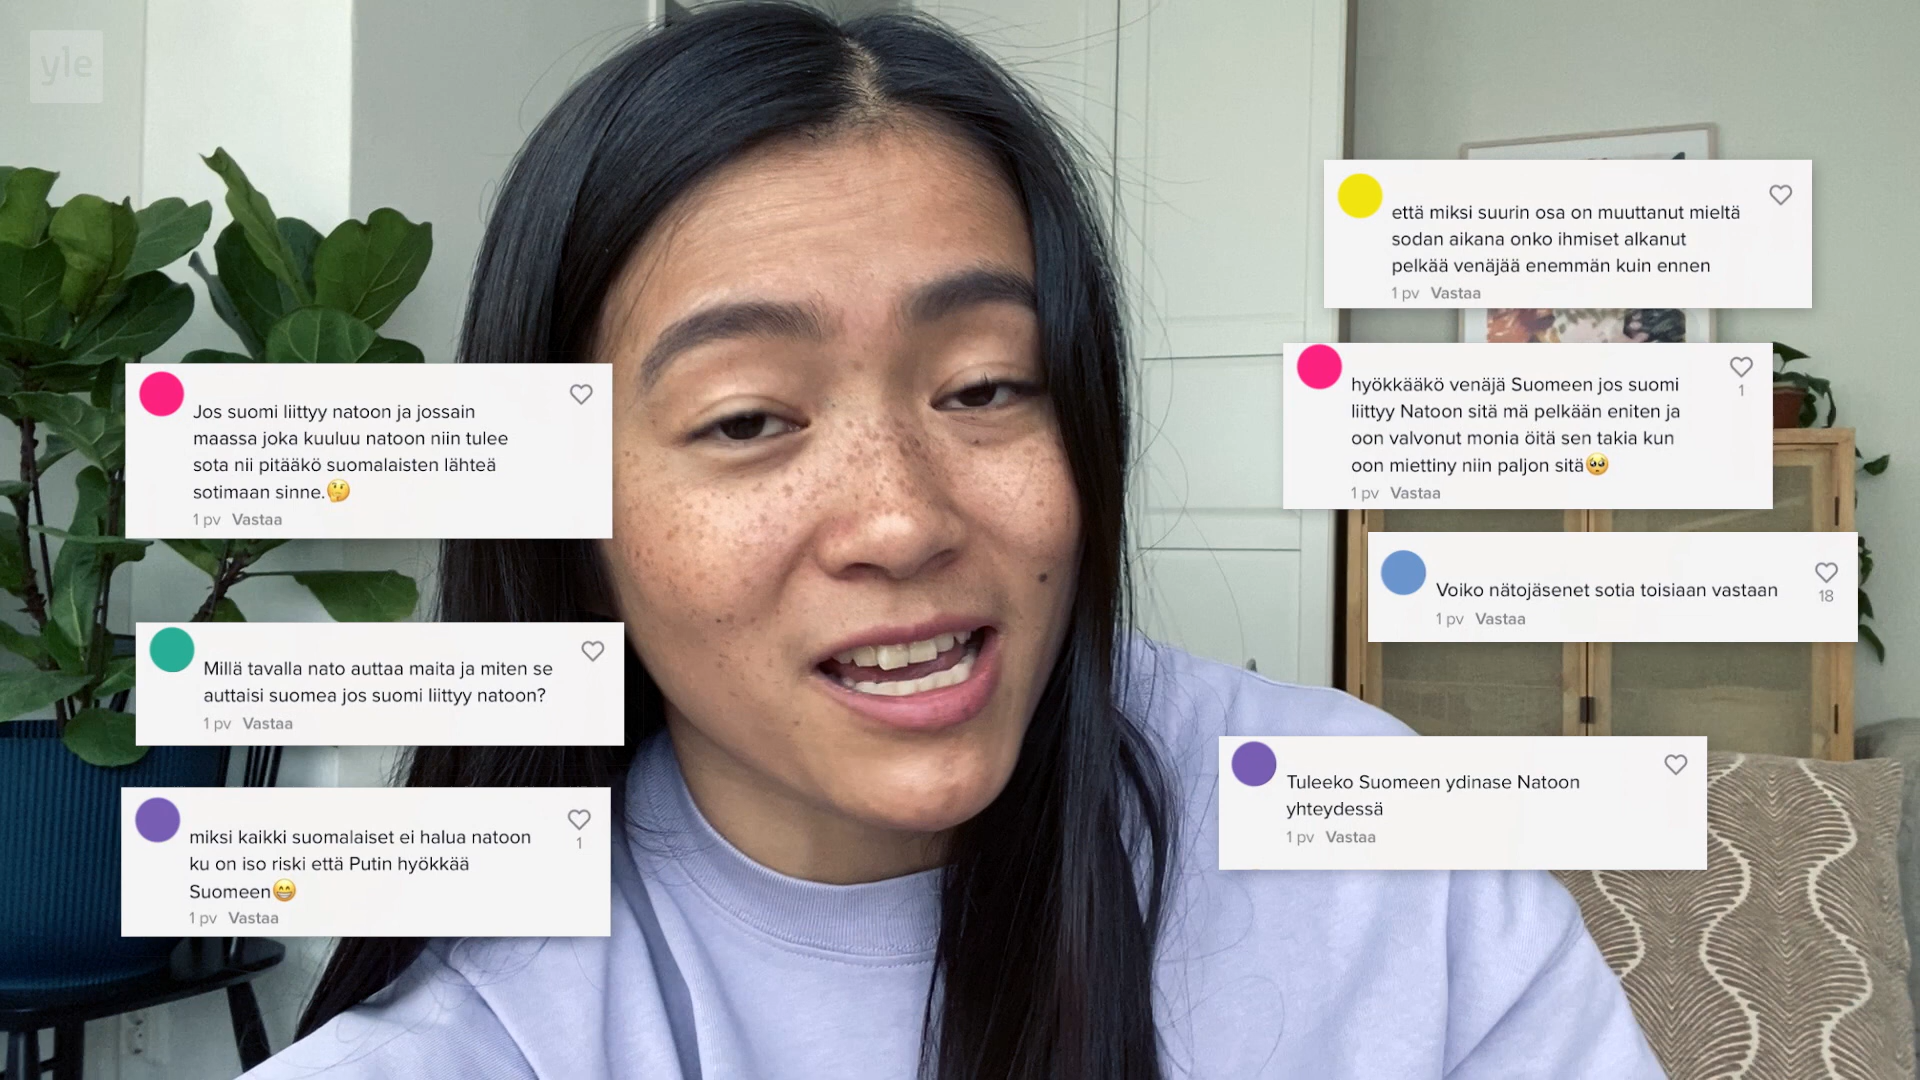 yle
Jos suomi liittyy natoon ja jossain
maassa joka kuuluu natoon niin tulee
sota nii pitääkö suomalaisten lähteä
sotimaan sinne.🤔
1 pv Vastaa
Millä tavalla nato auttaa maita ja miten se
auttaisi suomea jos suomi liittyy natoon?
1 pv Vastaa
miksi kaikki suomalaiset ei halua natoon
ku on iso riski että Putin hyökkää
Suomeen😁
1
1 pv Vastaa
että miksi suurin osa on muuttanut mieltä
sodan aikana onko ihmiset alkanut
pelkää venäjää enemmän kuin ennen
1 pv Vastaa
hyökkääkö venäjä Suomeen jos suomi
1
liittyy Natoon sitä mä pelkään eniten ja
oon valvonut monia öitä sen takia kun
oon miettiny niin paljon sitä🥺
1 pv Vastaa
Voiko nätojäsenet sotia toisiaan vastaan
18
1 pv Vastaa
Tuleeko Suomeen ydinase Natoon
yhteydessä
1 pv Vastaa